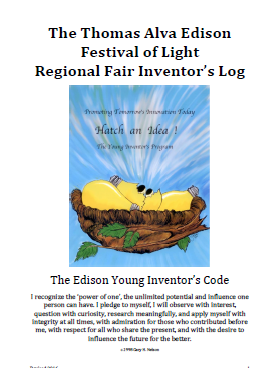 The Thomas Alva Edison
Festival of Light
Regional Fair Inventor's Log
Promoting Tomorrow's Innovators Today
Hatch an Idea !
The Young Inventor's Program
The Edison Young Inventor's Code
I recognize the 'power of one', the unlimited potential and influence one
person can have. I pledge to myself, I will observe with interest,
question with curiosity, research meaningfully, and apply myself with
integrity at all times, with admiration for those who contributed before
me, with respect for all who share the present, and with the desire to
influence the future for the better.
Nelson